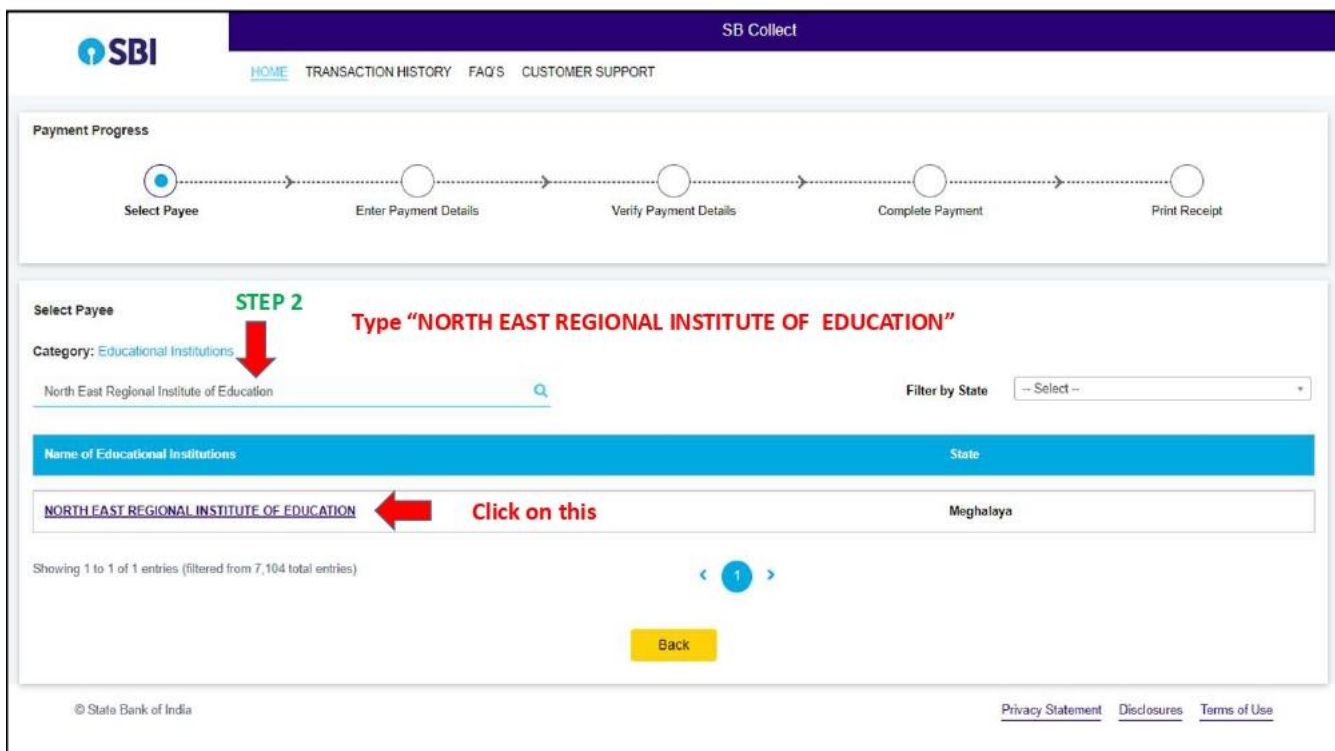 SBI
SB Collect
HOME TRANSACTION HISTORY FAQ'S CUSTOMER SUPPORT
Payment Progress
Select Payee Enter Payment Details Verify Payment Details Complete Payment Print Receipt
Select Payee STEP 2
Type “NORTH EAST REGIONAL INSTITUTE OF EDUCATION”
Category: Educational Institutions
North East Regional Institute of Education Filter by State -- Select --
Name of Educational Institutions State
NORTH EAST REGIONAL INSTITUTE OF EDUCATION Click on this Meghalaya
Showing 1 to 1 of 1 entries (filtered from 7,104 total entries) < 1 >
Back
© State Bank of India Privacy Statement Disclosures Terms of Use